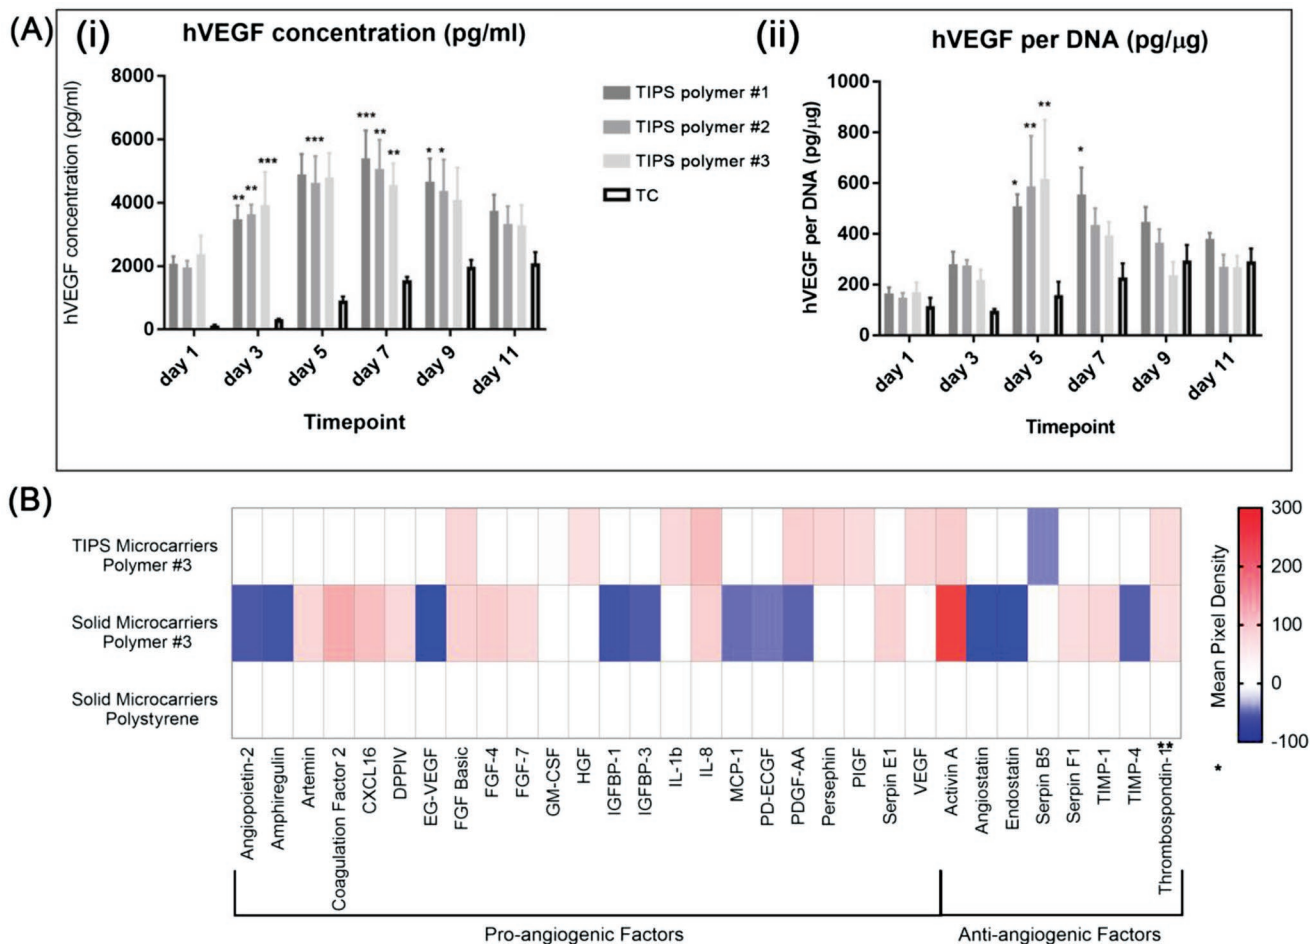 (A)
(i)
hVEGF concentration (pg/ml)
hVEGF concentration (pg/ml)
8000
6000
4000
2000
0
***
**
**
***
***
***
**
**
*
*
day 1
day 3
day 5
day 7
day 9
day 11
Timepoint
TIPS polymer #1
TIPS polymer #2
TIPS polymer #3
TC
(ii)
hVEGF per DNA (pg/μg)
hVEGF per DNA (pg/μg)
1000
800
600
400
200
0
*
**
**
*
day 1
day 3
day 5
day 7
day 9
day 11
Timepoint
(B)
TIPS Microcarriers
Polymer #3
Solid Microcarriers
Polymer #3
Solid Microcarriers
Polystyrene
Angiopoietin-2
Amphiregulin
Artemin
Coagulation Factor 2
CXCL16
DPPIV
EG-VEGF
FGF Basic
FGF-4
FGF-7
GM-CSF
HGF
IGFBP-1
IGFBP-3
IL-1b
IL-8
MCP-1
PD-ECGF
PDGF-AA
Persephin
PlGF
Serpin E1
VEGF
Activin A
Angiostatin
Endostatin
Serpin B5
Serpin F1
TIMP-1
TIMP-4
Thrombospondin-1
**
*
Mean Pixel Density
300
200
100
0
-100
Pro-angiogenic Factors
Anti-angiogenic Factors